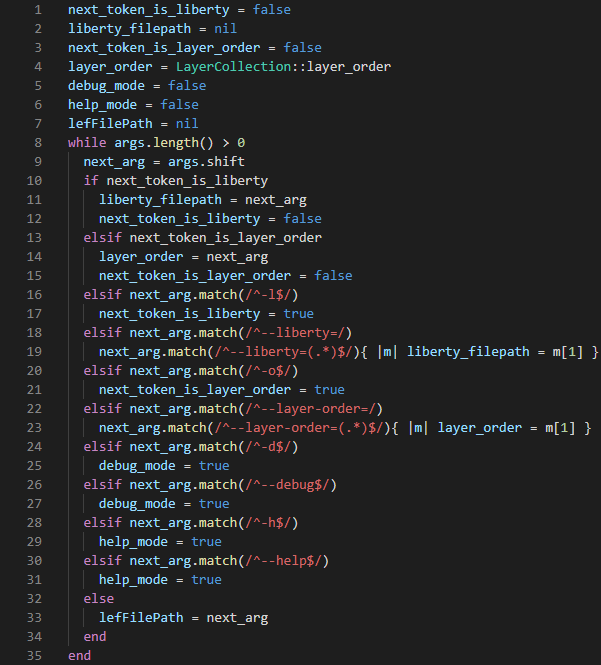 1 next_token_is_liberty = false
2 liberty_filepath = nil
3 next_token_is_layer_order = false
4 layer_order = LayerCollection::layer_order
5 debug_mode = false
6 help_mode = false
7 lefFilePath = nil
8 while args.length() > 0
9   next_arg = args.shift
10   if next_token_is_liberty
11     liberty_filepath = next_arg
12     next_token_is_liberty = false
13   elsif next_token_is_layer_order
14     layer_order = next_arg
15     next_token_is_layer_order = false
16   elsif next_arg.match(/^-l$/)
17     next_token_is_liberty = true
18   elsif next_arg.match(/^--liberty=/)
19     next_arg.match(/^--liberty=(.*)$/){ |m| liberty_filepath = m[1] }
20   elsif next_arg.match(/^-o$/)
21     next_token_is_layer_order = true
22   elsif next_arg.match(/^--layer-order=/)
23     next_arg.match(/^--layer-order=(.*)$/){ |m| layer_order = m[1] }
24   elsif next_arg.match(/^-d$/)
25     debug_mode = true
26   elsif next_arg.match(/^--debug$/)
27     debug_mode = true
28   elsif next_arg.match(/^-h$/)
29     help_mode = true
30   elsif next_arg.match(/^--help$/)
31     help_mode = true
32   else
33     lefFilePath = next_arg
34   end
35 end